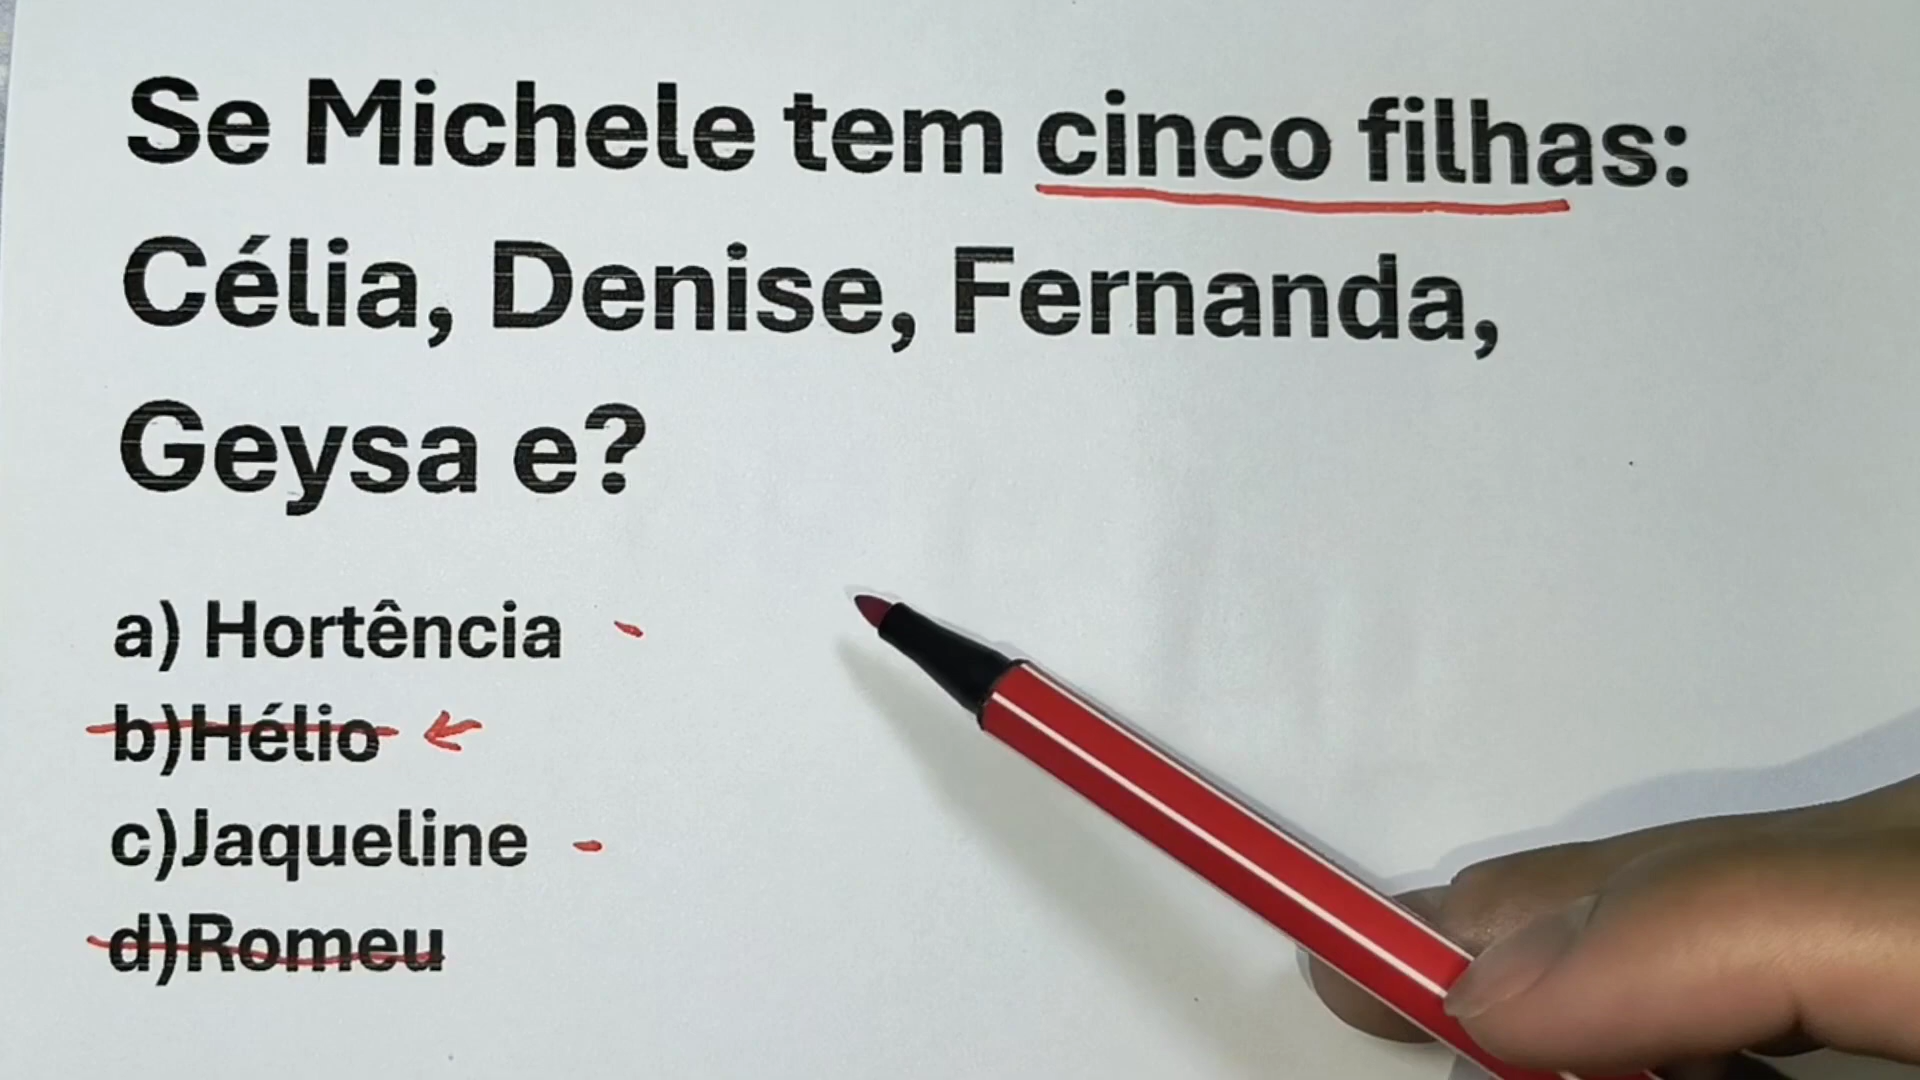 Se Michele tem cinco filhas:
Célia, Denise, Fernanda,
Geysa e?
a) Hortência
b)Hélio
c)Jaqueline
d)Romeu